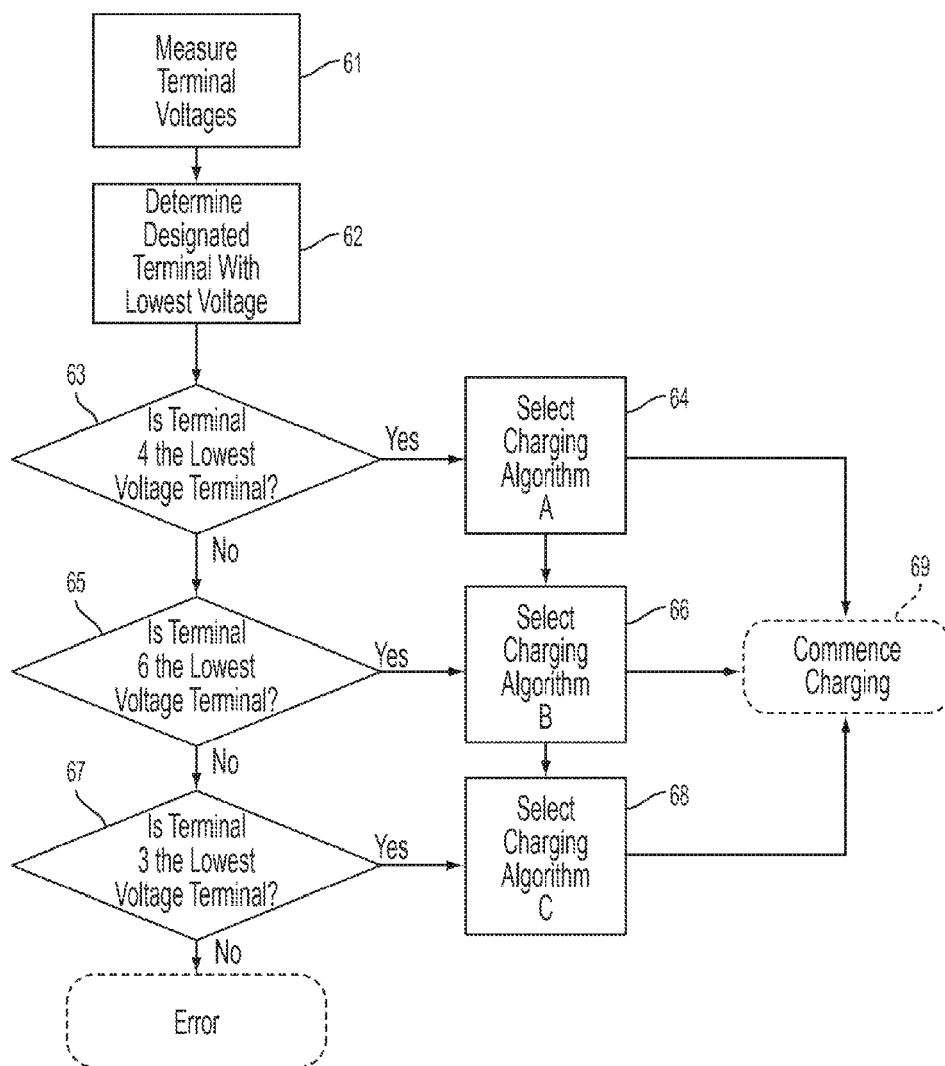 Measure
Terminal
Voltages
61
Determine
Designated
Terminal With
Lowest Voltage
62
63
Is Terminal
4 the Lowest
Voltage Terminal?
Yes
Select
Charging
Algorithm
A
64
No
65
Is Terminal
6 the Lowest
Voltage Terminal?
Yes
Select
Charging
Algorithm
B
66
69
Commence
Charging
No
67
Is Terminal
3 the Lowest
Voltage Terminal?
Yes
Select
Charging
Algorithm
C
68
No
Error